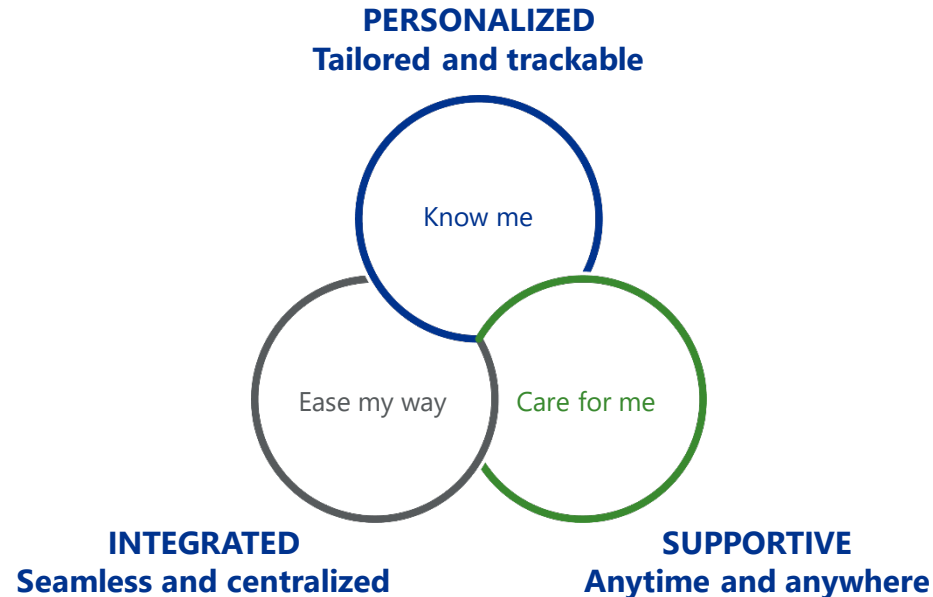 PERSONALIZED
Tailored and trackable
Know me
Ease my way
Care for me
INTEGRATED
Seamless and centralized
SUPPORTIVE
Anytime and anywhere